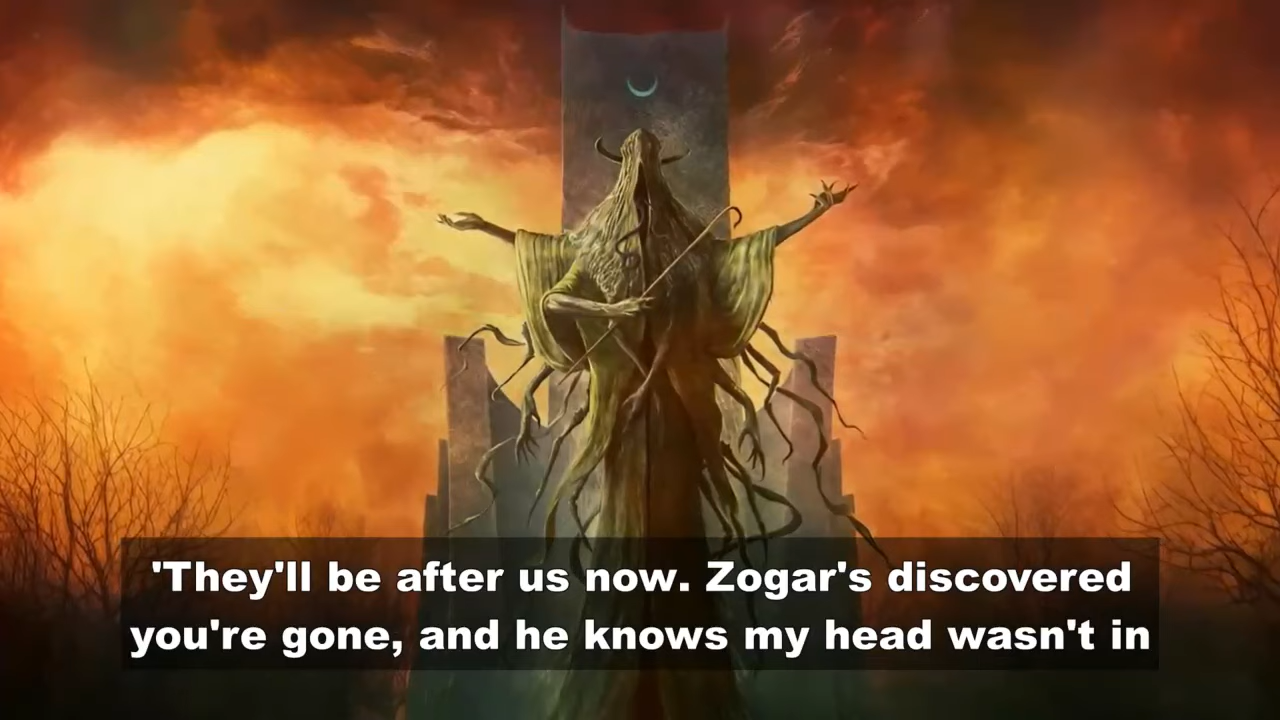 'They'll be after us now. Zogar's discovered
you're gone, and he knows my head wasn't in